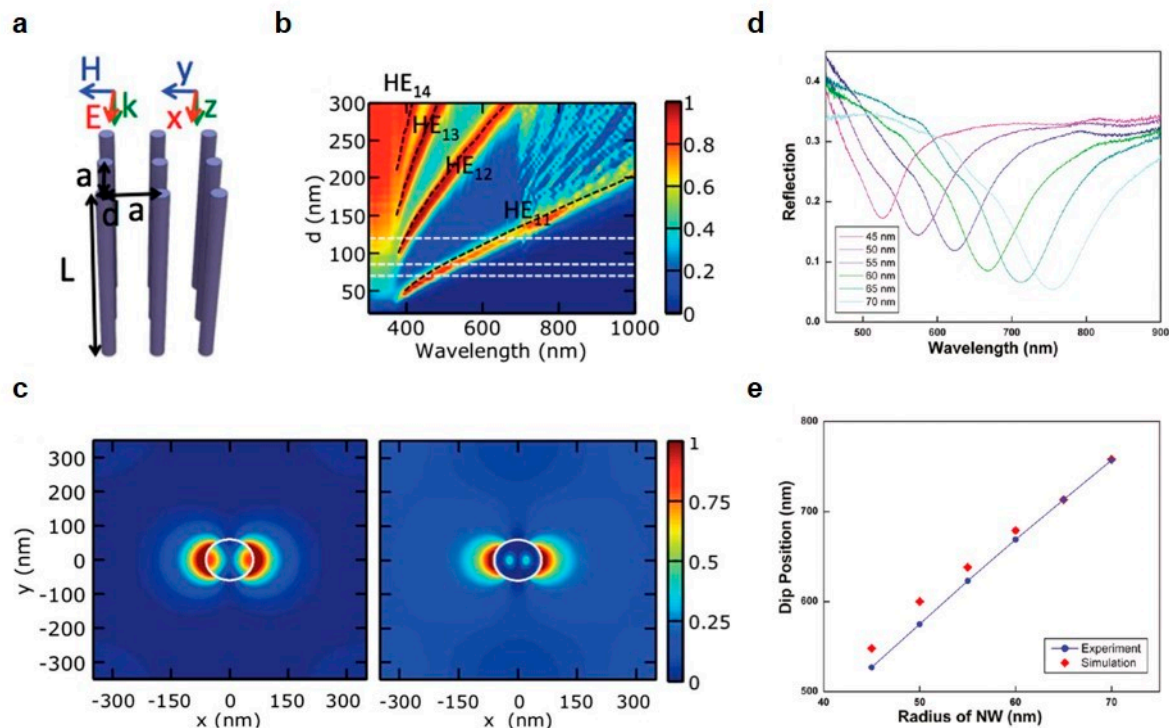 a
H
y
E
k
x
z
a
d
a
L
b
HE14
HE13
HE12
HE11
300
250
200
150
100
50
d (nm)
400 600 800 1000
Wavelength (nm)
1
0.8
0.6
0.4
0.2
0
d
0.4
0.3
0.2
0.1
0.0
Reflection
45 nm
50 nm
55 nm
60 nm
65 nm
70 nm
500 600 700 800 900
Wavelength (nm)
c
300
150
100
0
-100
-150
-300
y (nm)
-300 -150 0 150 300
x (nm)
-300 -150 0 150 300
x (nm)
1
0.75
0.5
0.25
0
e
800
700
600
500
Dip Position (nm)
Experiment
Simulation
40 50 60 70
Radius of NW (nm)